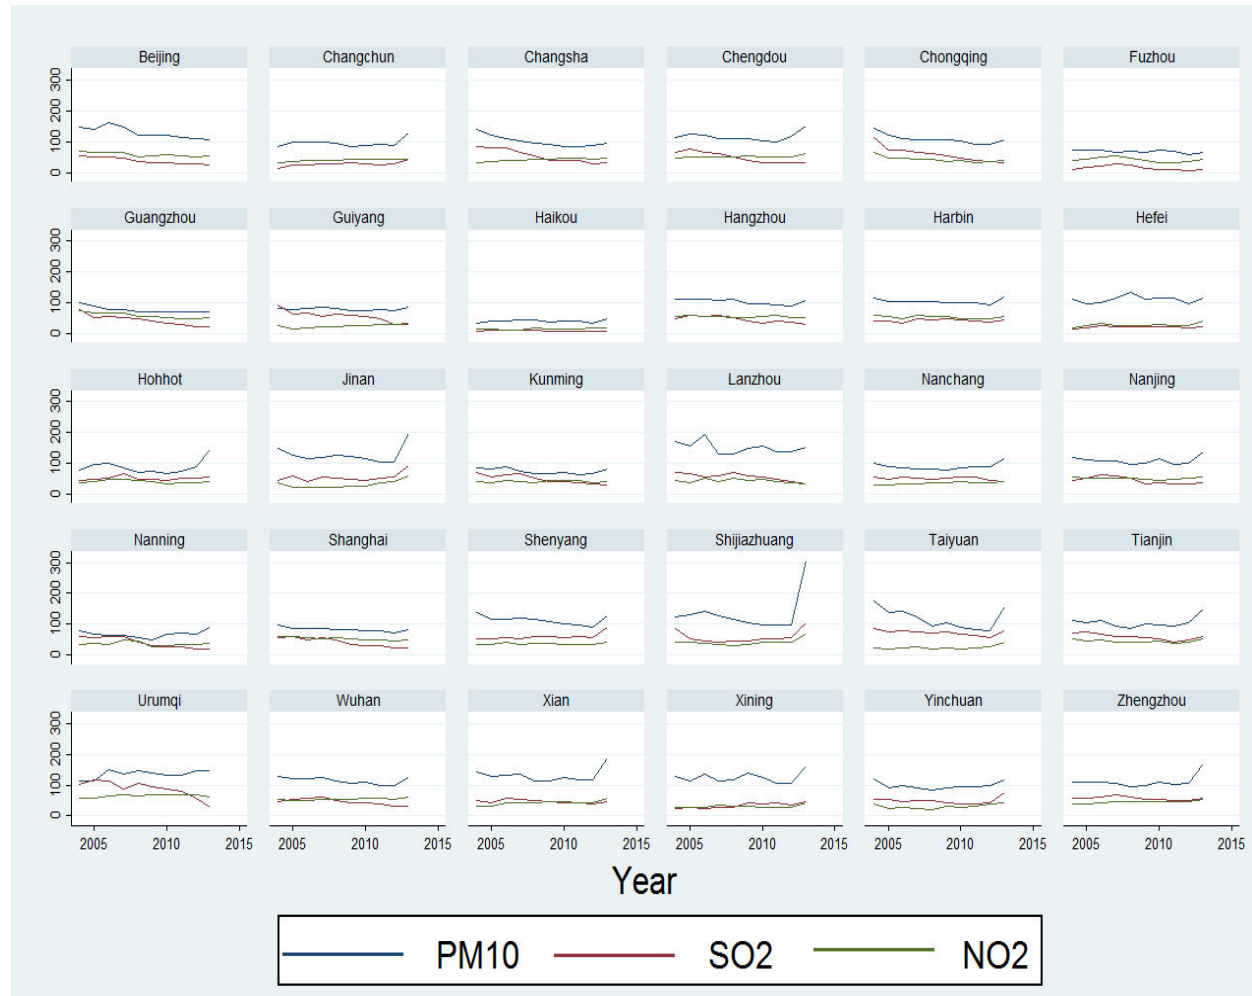 Beijing Changchun Changsha Chengdou Chongqing Fuzhou
300
200
100
0
Guangzhou Guiyang Haikou Hangzhou Harbin Hefei
300
200
100
0
Hohhot Jinan Kunming Lanzhou Nanchang Nanjing
300
200
100
0
Nanning Shanghai Shenyang Shijiazhuang Taiyuan Tianjin
300
200
100
0
Urumqi Wuhan Xian Xining Yinchuan Zhengzhou
300
200
100
0
2005 2010 2015 2005 2010 2015 2005 2010 2015 2005 2010 2015 2005 2010 2015 2005 2010 2015
Year
PM10 SO2 NO2